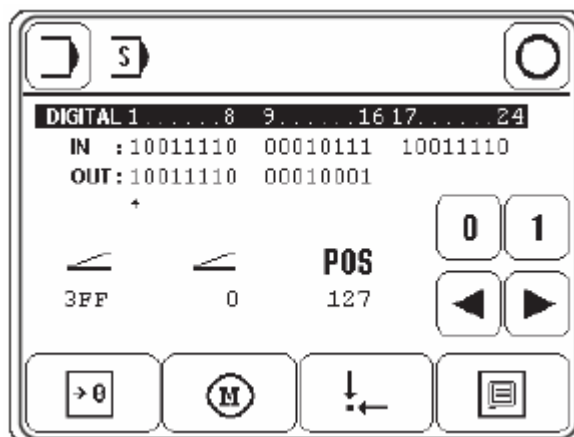 S
DIGITAL 1......8 9......16 17......24
IN :10011110 00010111 10011110
OUT:10011110 00010001
0 1
POS
3FF 0 127
→0 M